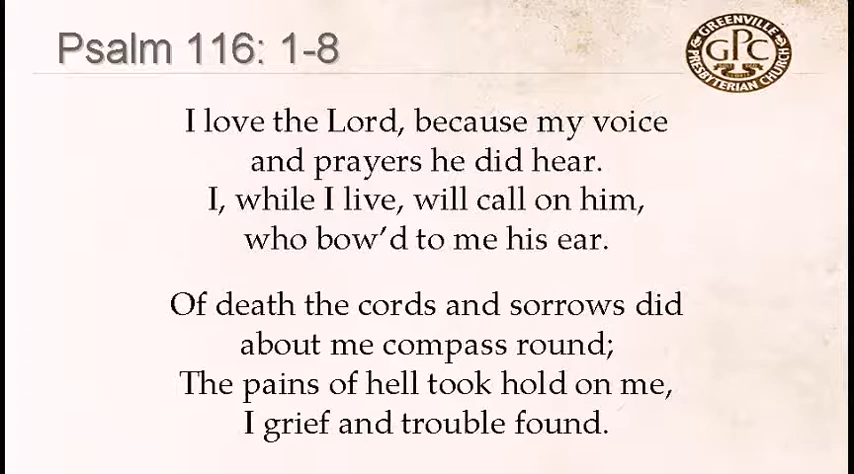 Psalm 116: 1-8
GREENVILLE
GPC
PRESBYTERIAN CHURCH
I love the Lord, because my voice
and prayers he did hear.
I, while I live, will call on him,
who bow’d to me his ear.
Of death the cords and sorrows did
about me compass round;
The pains of hell took hold on me,
I grief and trouble found.